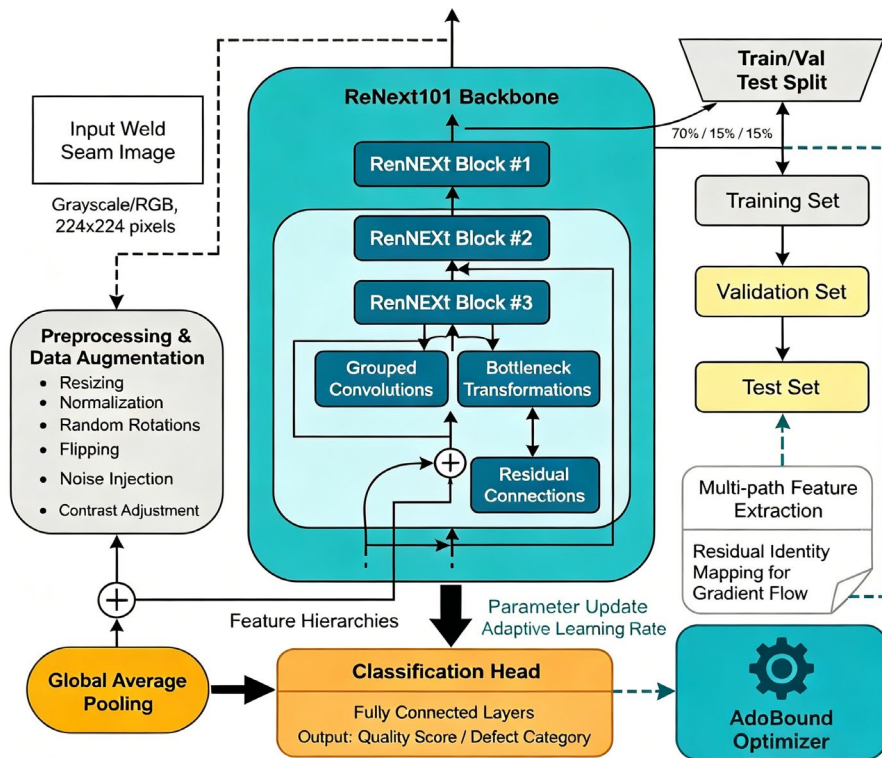 ReNext101 Backbone
Train/Val
Test Split
Input Weld
Seam Image
70% / 15% / 15%
RenNEXt Block #1
Grayscale/RGB,
224x224 pixels
Training Set
RenNEXt Block #2
RenNEXt Block #3
Validation Set
Preprocessing &
Data Augmentation
• Resizing
• Normalization
• Random Rotations
• Flipping
• Noise Injection
• Contrast Adjustment
Grouped
Convolutions
Bottleneck
Transformations
Test Set
Residual
Connections
Multi-path Feature
Extraction
Residual Identity
Mapping for
Gradient Flow
Feature Hierarchies
Parameter Update
Adaptive Learning Rate
Global Average
Pooling
Classification Head
Fully Connected Layers
Output: Quality Score / Defect Category
AdoBound
Optimizer